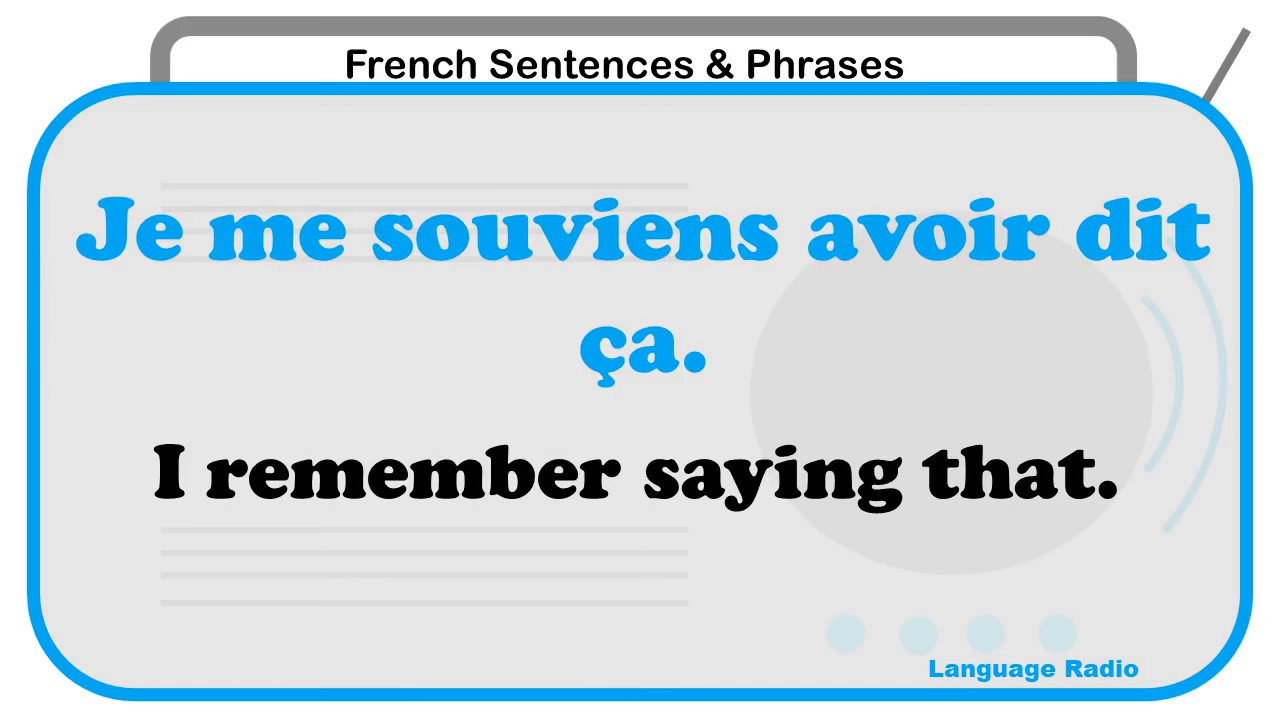 French Sentences & Phrases
Je me souviens avoir dit
ça.
I remember saying that.
Language Radio